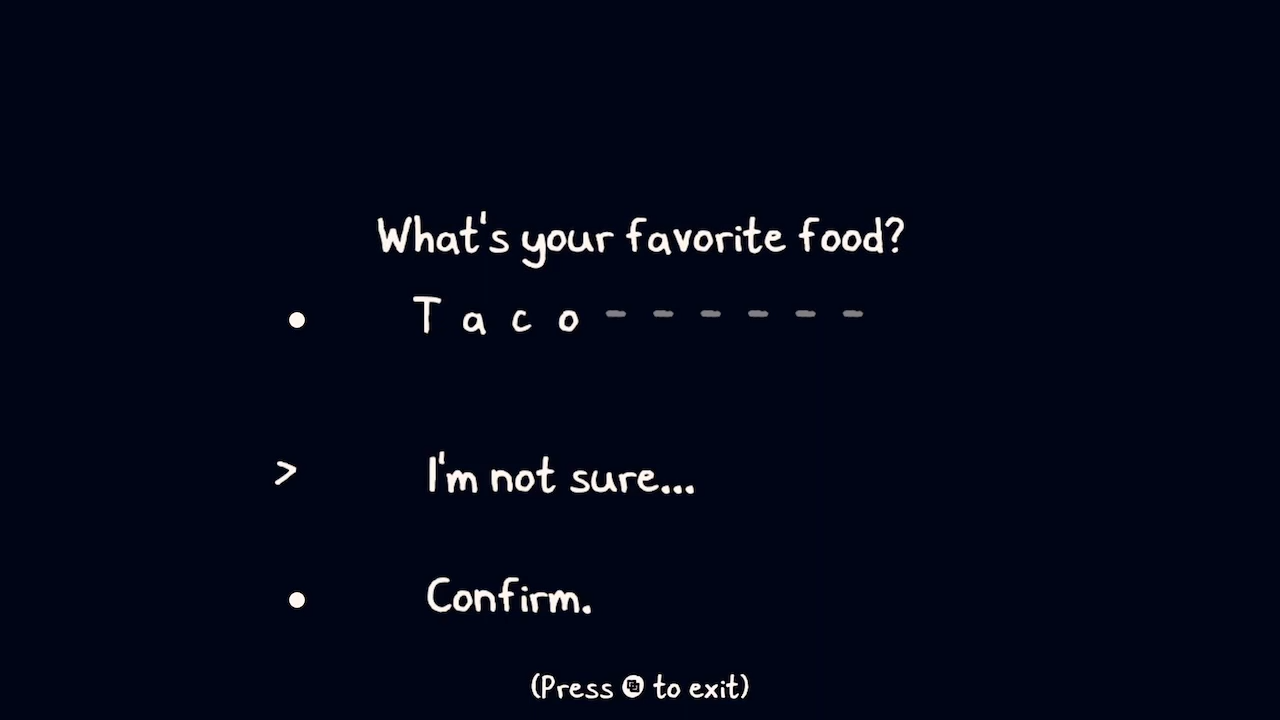 What's your favorite food?
T a c o - - - - - -
> I'm not sure...
Confirm.
(Press to exit)